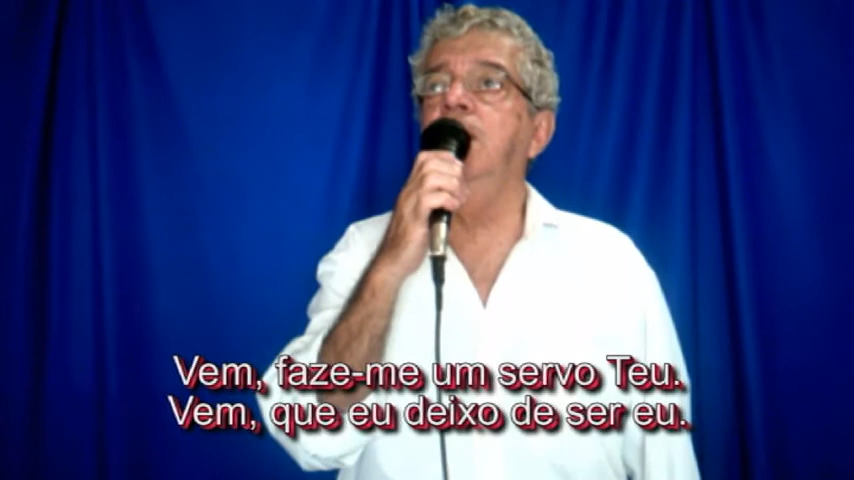 Vem, faze-me um servo Teu.
Vem, que eu deixo de ser eu.